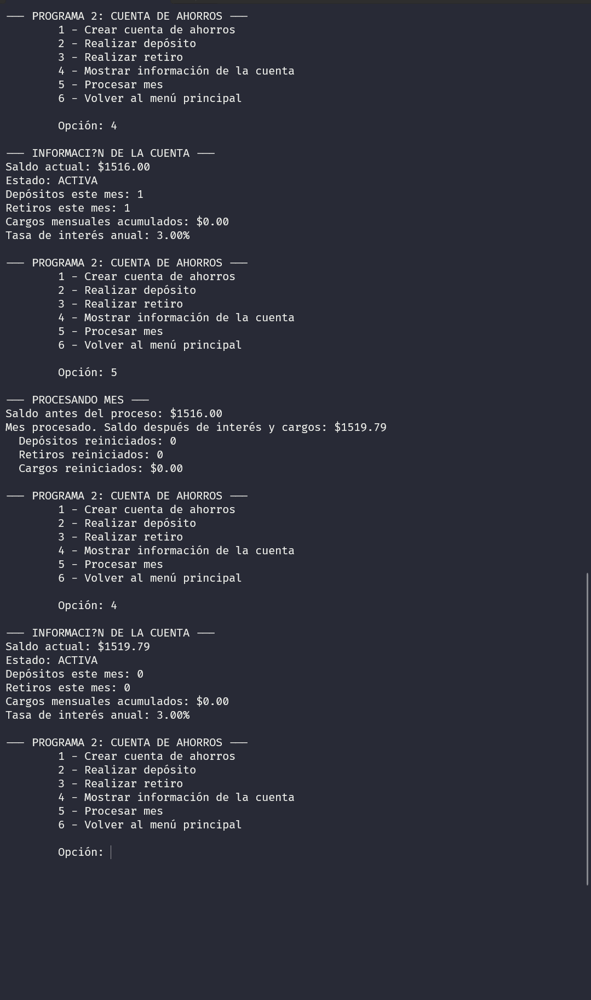 --- PROGRAMA 2: CUENTA DE AHORROS ---
1 - Crear cuenta de ahorros
2 - Realizar depósito
3 - Realizar retiro
4 - Mostrar información de la cuenta
5 - Procesar mes
6 - Volver al menú principal
Opción: 4
--- INFORMACI?N DE LA CUENTA ---
Saldo actual: $1516.00
Estado: ACTIVA
Depósitos este mes: 1
Retiros este mes: 1
Cargos mensuales acumulados: $0.00
Tasa de interés anual: 3.00%
--- PROGRAMA 2: CUENTA DE AHORROS ---
1 - Crear cuenta de ahorros
2 - Realizar depósito
3 - Realizar retiro
4 - Mostrar información de la cuenta
5 - Procesar mes
6 - Volver al menú principal
Opción: 5
--- PROCESANDO MES ---
Saldo antes del proceso: $1516.00
Mes procesado. Saldo después de interés y cargos: $1519.79
Depósitos reiniciados: 0
Retiros reiniciados: 0
Cargos reiniciados: $0.00
--- PROGRAMA 2: CUENTA DE AHORROS ---
1 - Crear cuenta de ahorros
2 - Realizar depósito
3 - Realizar retiro
4 - Mostrar información de la cuenta
5 - Procesar mes
6 - Volver al menú principal
Opción: 4
--- INFORMACI?N DE LA CUENTA ---
Saldo actual: $1519.79
Estado: ACTIVA
Depósitos este mes: 0
Retiros este mes: 0
Cargos mensuales acumulados: $0.00
Tasa de interés anual: 3.00%
--- PROGRAMA 2: CUENTA DE AHORROS ---
1 - Crear cuenta de ahorros
2 - Realizar depósito
3 - Realizar retiro
4 - Mostrar información de la cuenta
5 - Procesar mes
6 - Volver al menú principal
Opción: